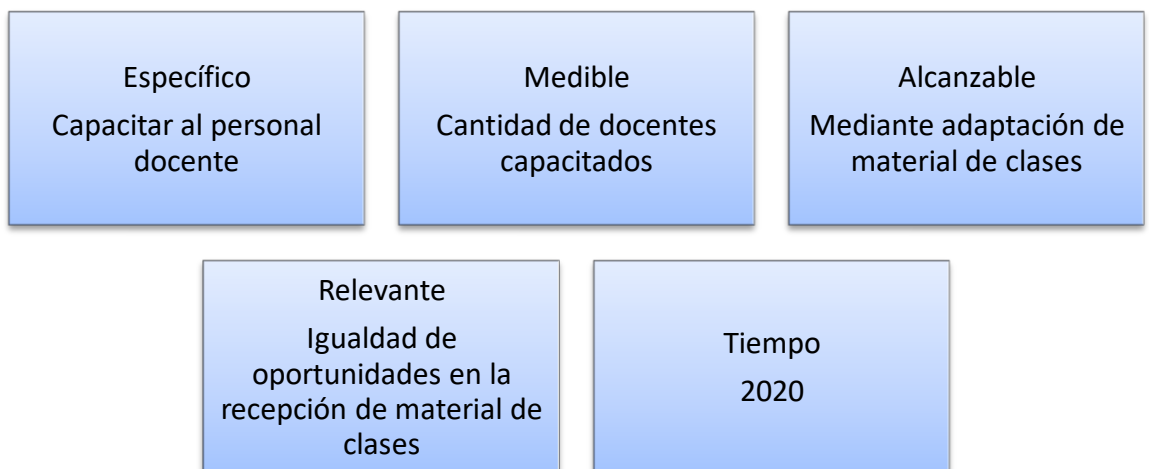 Específico
Capacitar al personal
docente
Medible
Cantidad de docentes
capacitados
Alcanzable
Mediante adaptación de
material de clases
Relevante
Igualdad de
oportunidades en la
recepción de material de
clases
Tiempo
2020